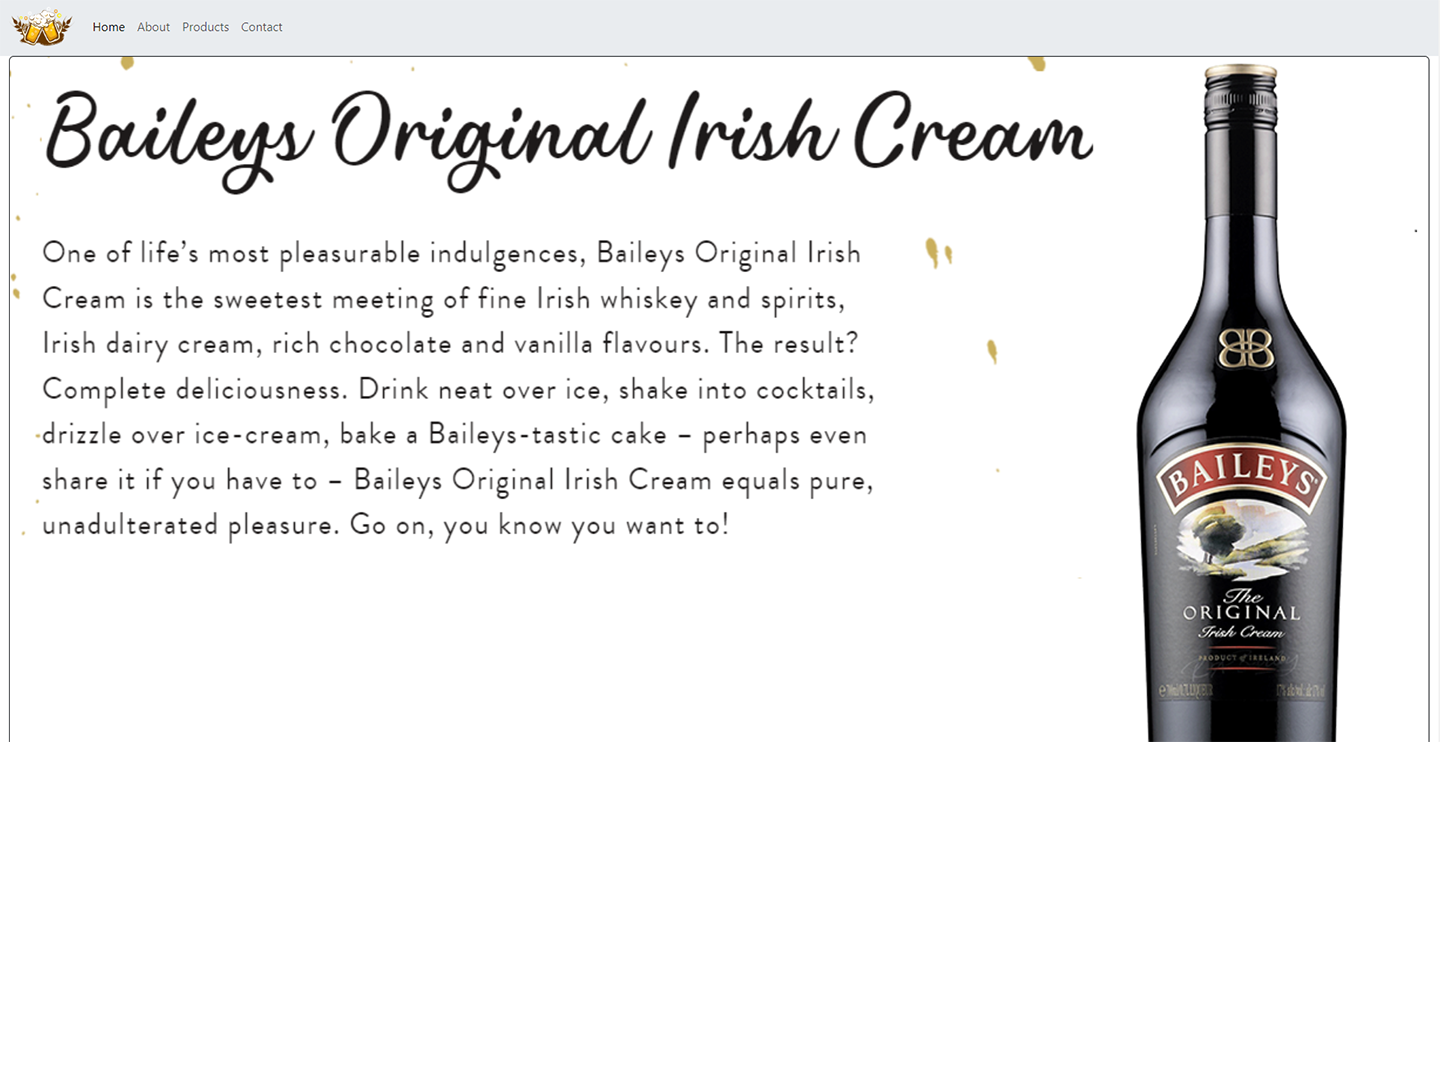 Home About Products Contact
Baileys Original Irish Cream
One of life’s most pleasurable indulgences, Baileys Original Irish
Cream is the sweetest meeting of fine Irish whiskey and spirits,
Irish dairy cream, rich chocolate and vanilla flavours. The result?
Complete deliciousness. Drink neat over ice, shake into cocktails,
drizzle over ice-cream, bake a Baileys-tastic cake – perhaps even
share it if you have to – Baileys Original Irish Cream equals pure,
unadulterated pleasure. Go on, you know you want to!
BAILEYS
The
ORIGINAL
Irish Cream
PRODUCT of IRELAND